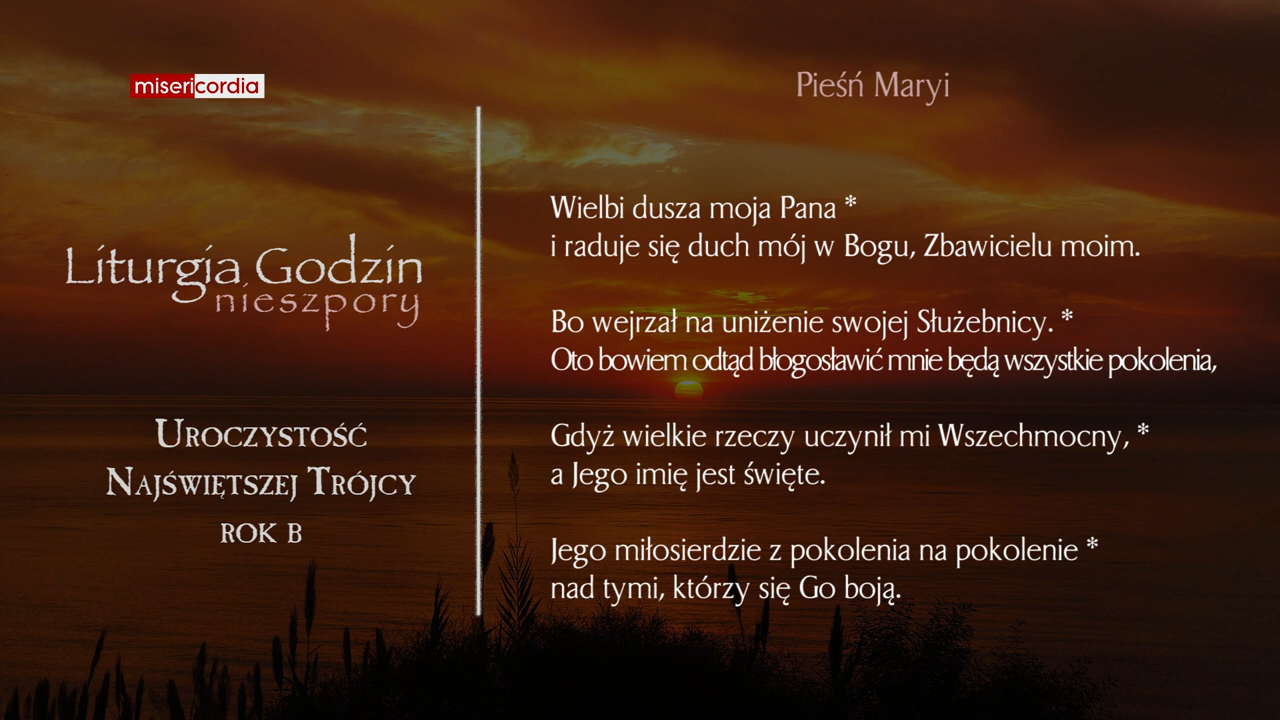 misericordia
Liturgia Godzin
nieszpory
Uroczystość
Najświętszej Trójcy
rok b
Pieśń Maryi
Wielbi dusza moja Pana *
i raduje się duch mój w Bogu, Zbawicielu moim.
Bo wejrzał na uniżenie swojej Służebnicy. *
Oto bowiem odtąd błogosławić mnie będą wszystkie pokolenia,
Gdyż wielkie rzeczy uczynił mi Wszechmocny, *
a Jego imię jest święte.
Jego miłosierdzie z pokolenia na pokolenie *
nad tymi, którzy się Go boją.